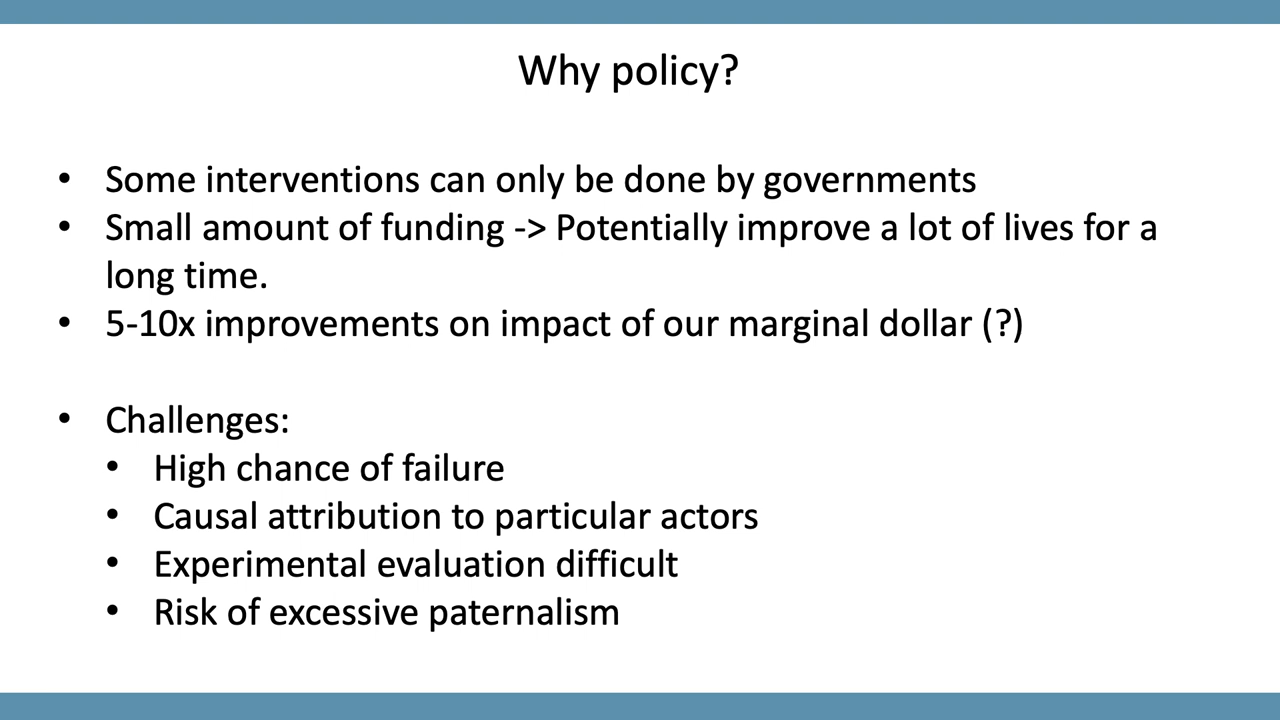 Why policy?
• Some interventions can only be done by governments
• Small amount of funding -> Potentially improve a lot of lives for a
long time.
• 5-10x improvements on impact of our marginal dollar (?)
• Challenges:
• High chance of failure
• Causal attribution to particular actors
• Experimental evaluation difficult
• Risk of excessive paternalism